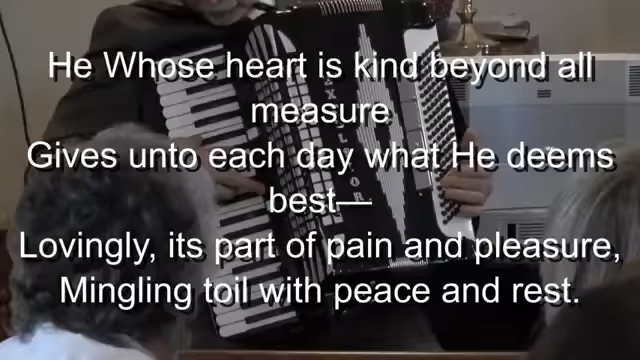 He Whose heart is kind beyond all
measure
Gives unto each day what He deems
best—
Lovingly, its part of pain and pleasure,
Mingling toil with peace and rest.